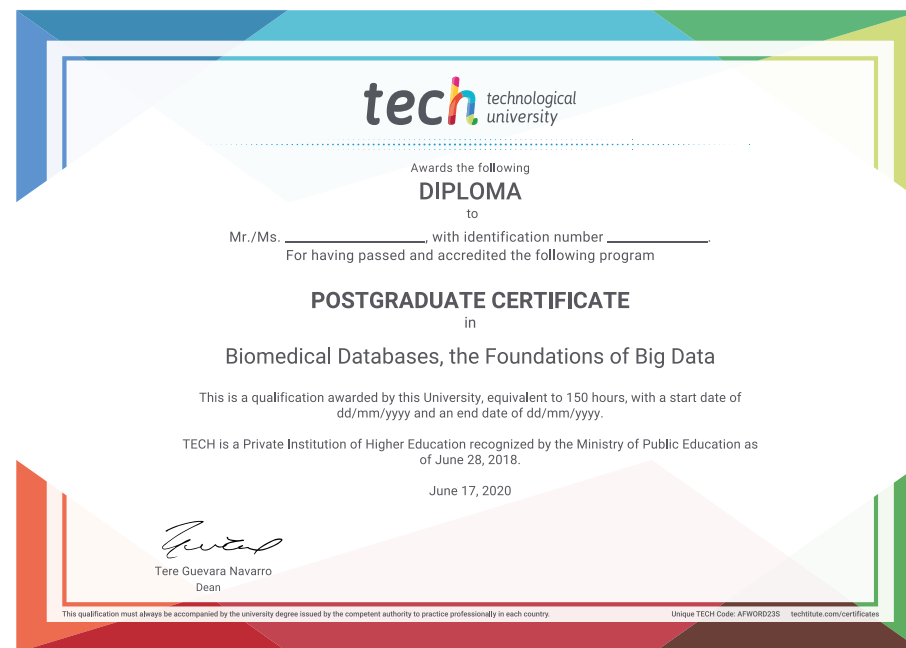 tech technological
university
Awards the following
DIPLOMA
to
Mr./Ms. ____________________, with identification number ______________.
For having passed and accredited the following program
POSTGRADUATE CERTIFICATE
in
Biomedical Databases, the Foundations of Big Data
This is a qualification awarded by this University, equivalent to 150 hours, with a start date of
dd/mm/yyyy and an end date of dd/mm/yyyy.
TECH is a Private Institution of Higher Education recognized by the Ministry of Public Education as
of June 28, 2018.
June 17, 2020
Tere Guevara Navarro
Dean
This qualification must always be accompanied by the university degree issued by the competent authority to practice professionally in each country. Unique TECH Code: AFWORD23S techtitute.com/certificates